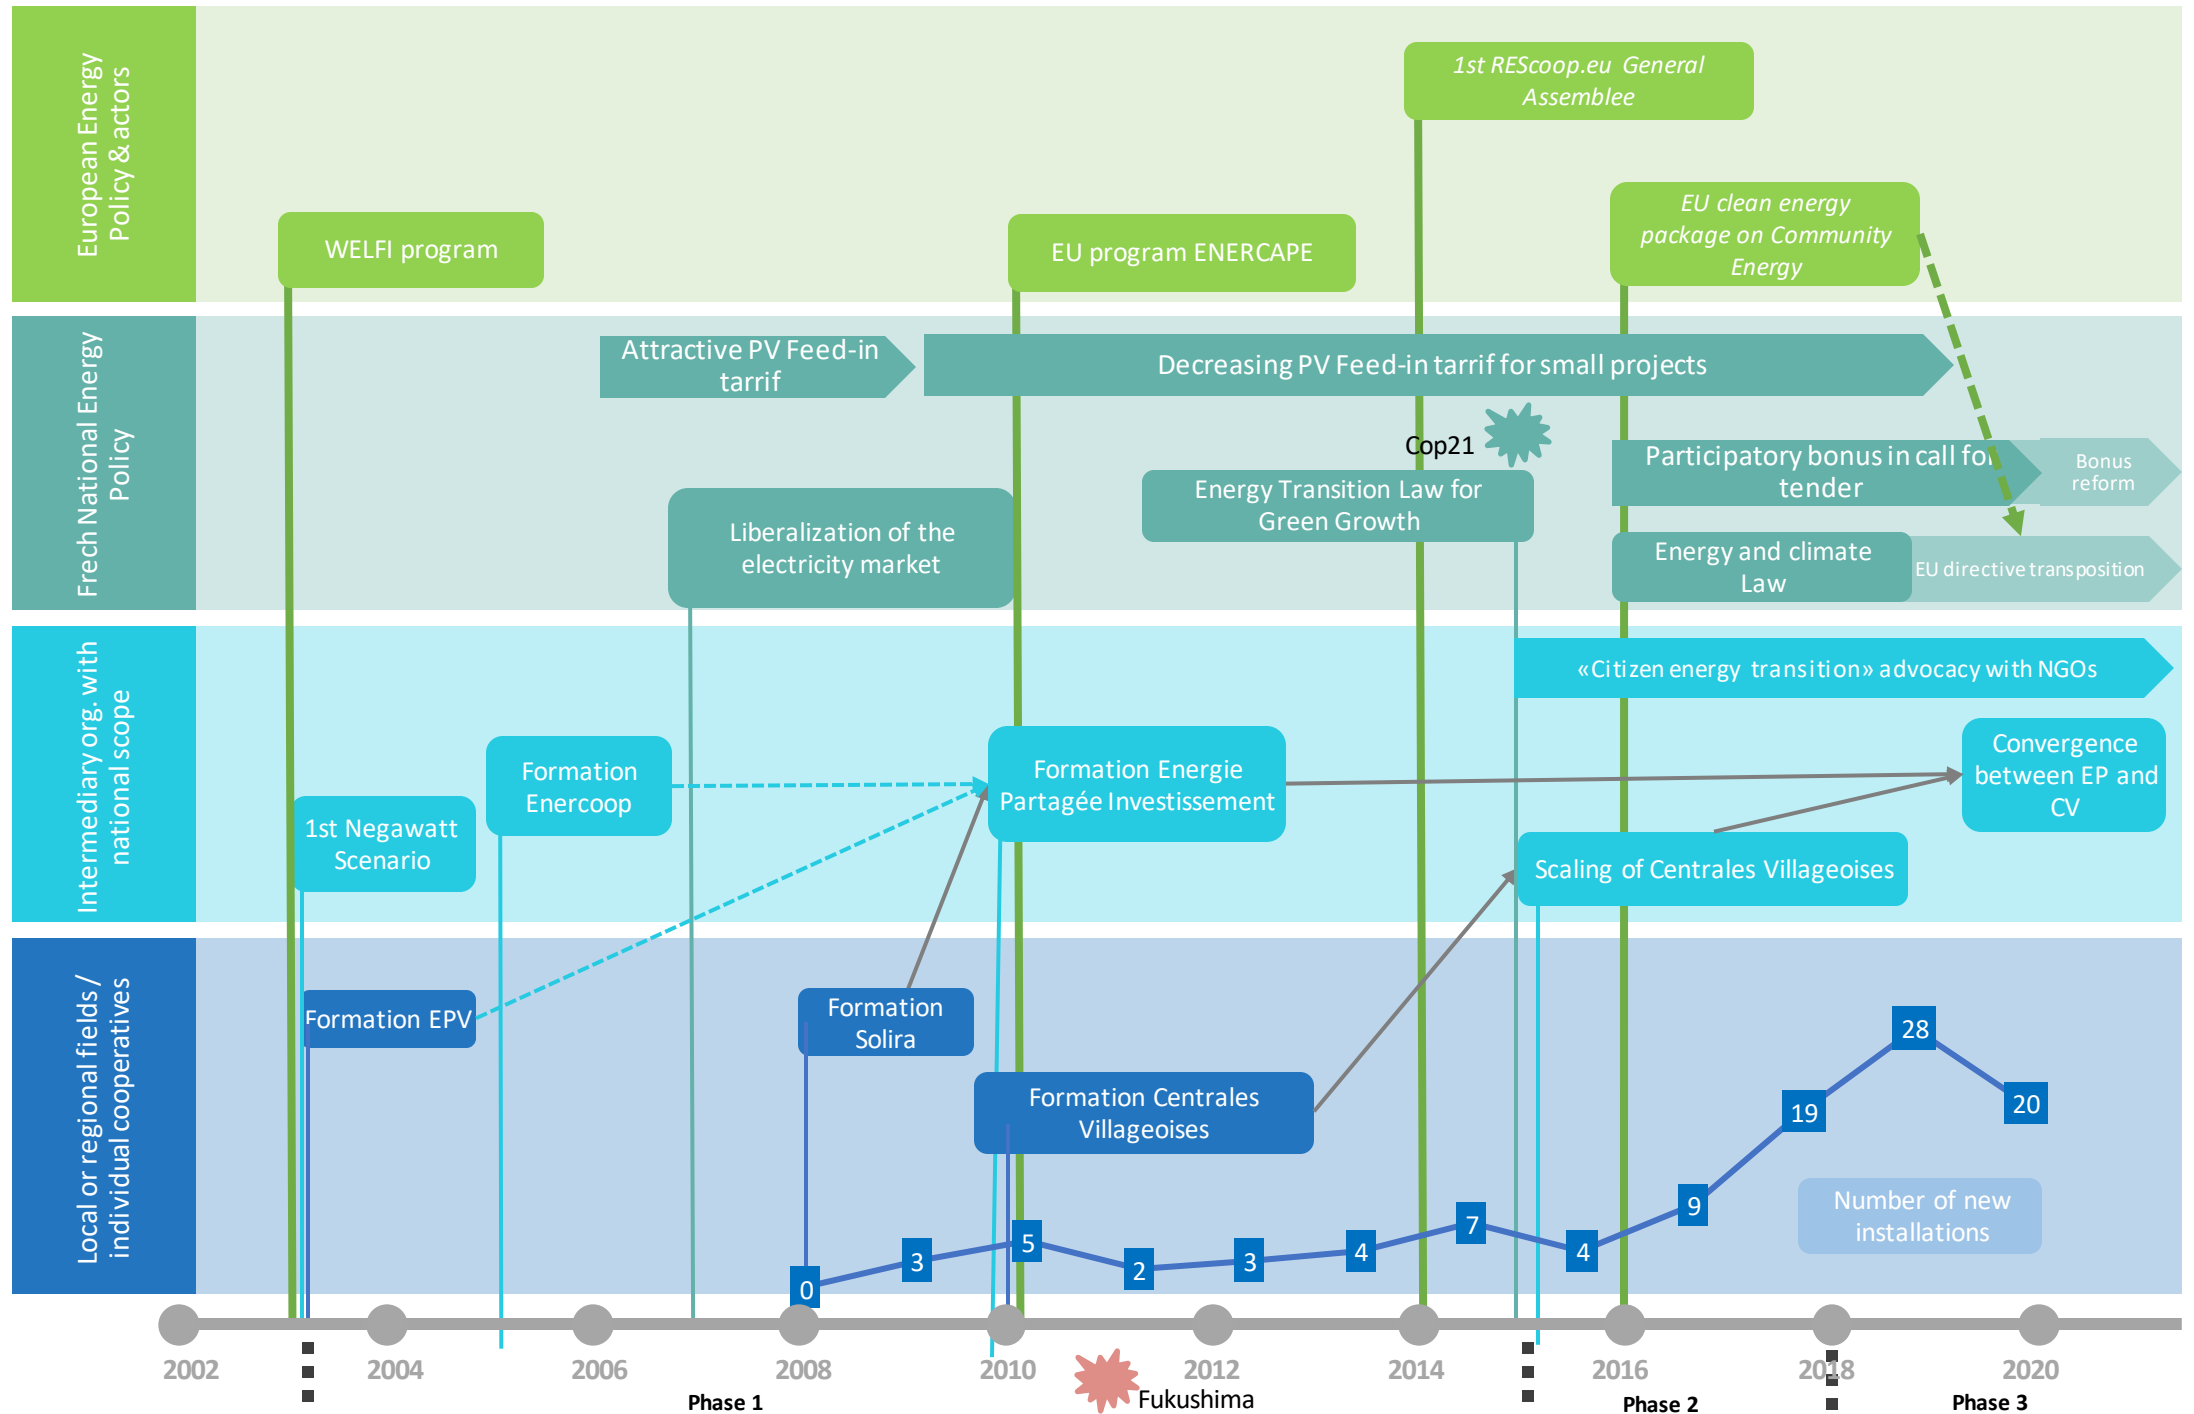 European Energy
Policy & actors
1st REScoop.eu General
Assemblee
EU clean energy
package on Community
Energy
WELFI program
EU program ENERCAPE
Frech National Energy
Policy
Attractive PV Feed-in
tarrif
Decreasing PV Feed-in tarrif for small projects
Cop21
Participatory bonus in call for
tender
Bonus
reform
Energy Transition Law for
Green Growth
Liberalization of the
electricity market
Energy and climate
Law
EU directive transposition
Intermediary org. with
national scope
«Citizen energy transition» advocacy with NGOs
Formation
Enercoop
Formation Energie
Partagée Investissement
Convergence
between EP and
CV
1st Negawatt
Scenario
Scaling of Centrales Villageoises
Local or regional fields /
individual cooperatives
Formation EPV
Formation
Solira
Formation Centrales
Villageoises
0
3
5
2
3
4
7
4
9
19
28
20
Number of new
installations
2002
2004
2006
2008
2010
2012
2014
2016
2018
2020
Phase 1
Fukushima
Phase 2
Phase 3